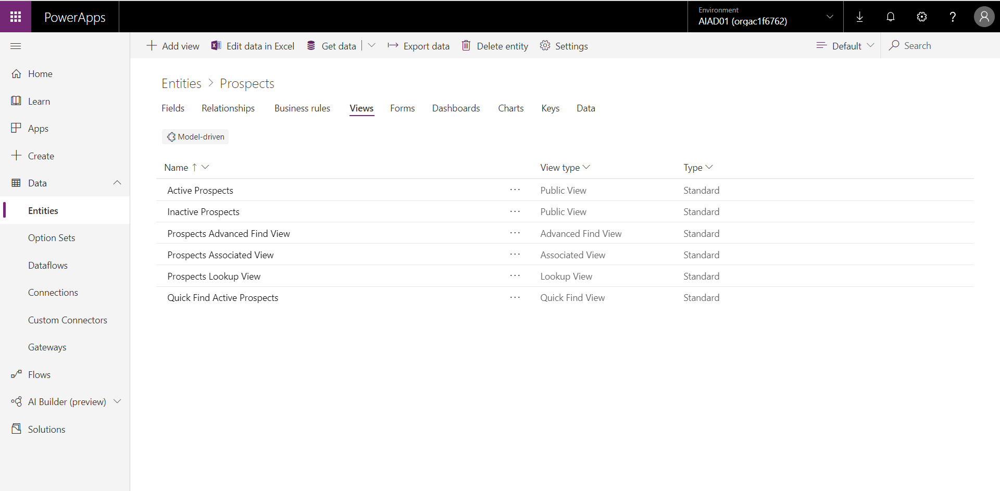 PowerApps
Environment
AIAD01 (orgac1f6762)
?
Add view
Edit data in Excel
Get data
Export data
Delete entity
Settings
Default
Search
Home
Learn
Apps
Create
Data
Entities
Option Sets
Dataflows
Connections
Custom Connectors
Gateways
Flows
AI Builder (preview)
Solutions
Entities > Prospects
Fields Relationships Business rules Views Forms Dashboards Charts Keys Data
Model-driven
Name ↑ View type Type
Active Prospects ··· Public View Standard
Inactive Prospects ··· Public View Standard
Prospects Advanced Find View ··· Advanced Find View Standard
Prospects Associated View ··· Associated View Standard
Prospects Lookup View ··· Lookup View Standard
Quick Find Active Prospects ··· Quick Find View Standard